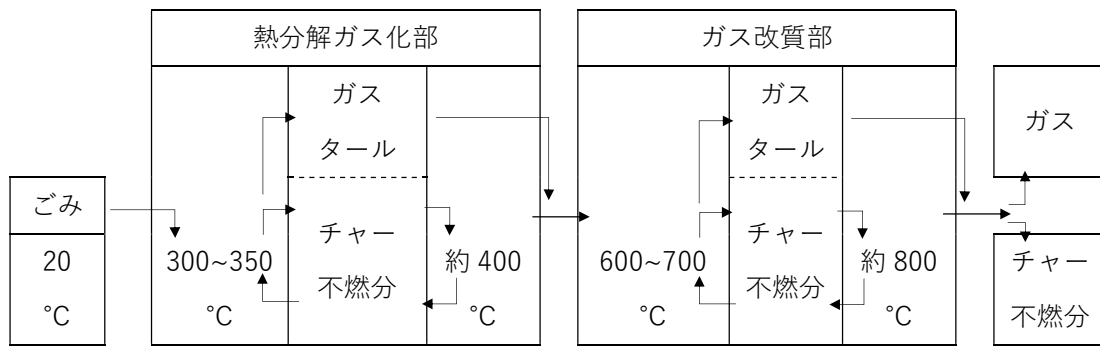 熱分解ガス化部
ガス改質部
ごみ
20
°C
300~350
°C
ガス
タール
チャー
不燃分
約 400
°C
600~700
°C
ガス
タール
チャー
不燃分
約 800
°C
ガス
チャー
不燃分